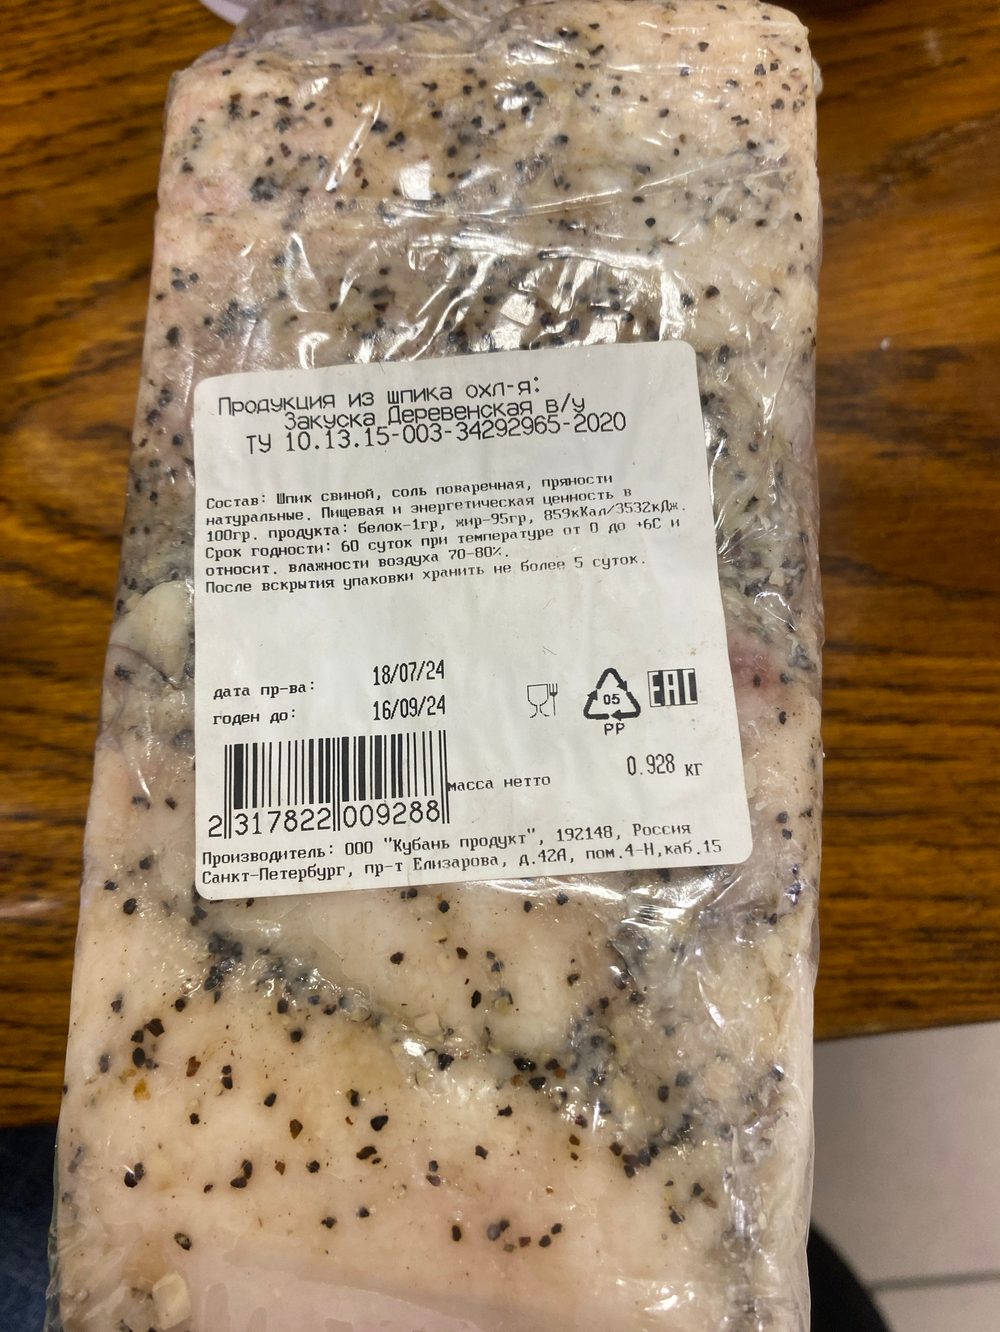 Продукция из шпика охл-я:
Закуска Деревенская в/у
ТУ 10.13.15-003-34292965-2020
Состав: Шпик свиной, соль поваренная, пряности
натуральные. Пищевая и энергетическая ценность в
100гр. продукта: белок-1гр, жир-95гр, 859кКал/3532кДж.
Срок годности: 60 суток при температуре от 0 до +6С и
относит. влажности воздуха 70-80%.
После вскрытия упаковки хранить не более 5 суток.
дата пр-ва: 18/07/24
годен до: 16/09/24
05
PP
EAC
масса нетто 0.928 кг
2 317822 009288
Производитель: ООО "Кубань продукт", 192148, Россия
Санкт-Петербург, пр-т Елизарова, д.42А, пом.4-Н,каб.15